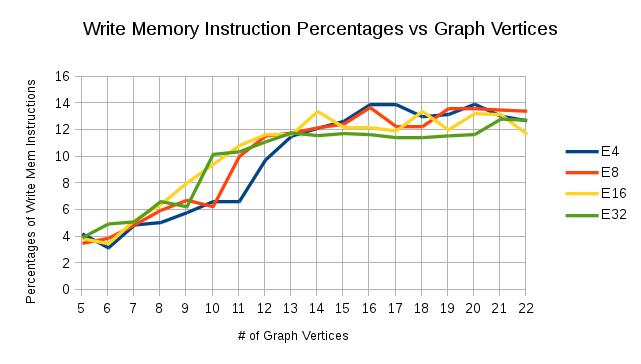 Write Memory Instruction Percentages vs Graph Vertices
Percentages of Write Mem Instructions
16
14
12
10
8
6
4
2
0
5 6 7 8 9 10 11 12 13 14 15 16 17 18 19 20 21 22
# of Graph Vertices
E4
E8
E16
E32